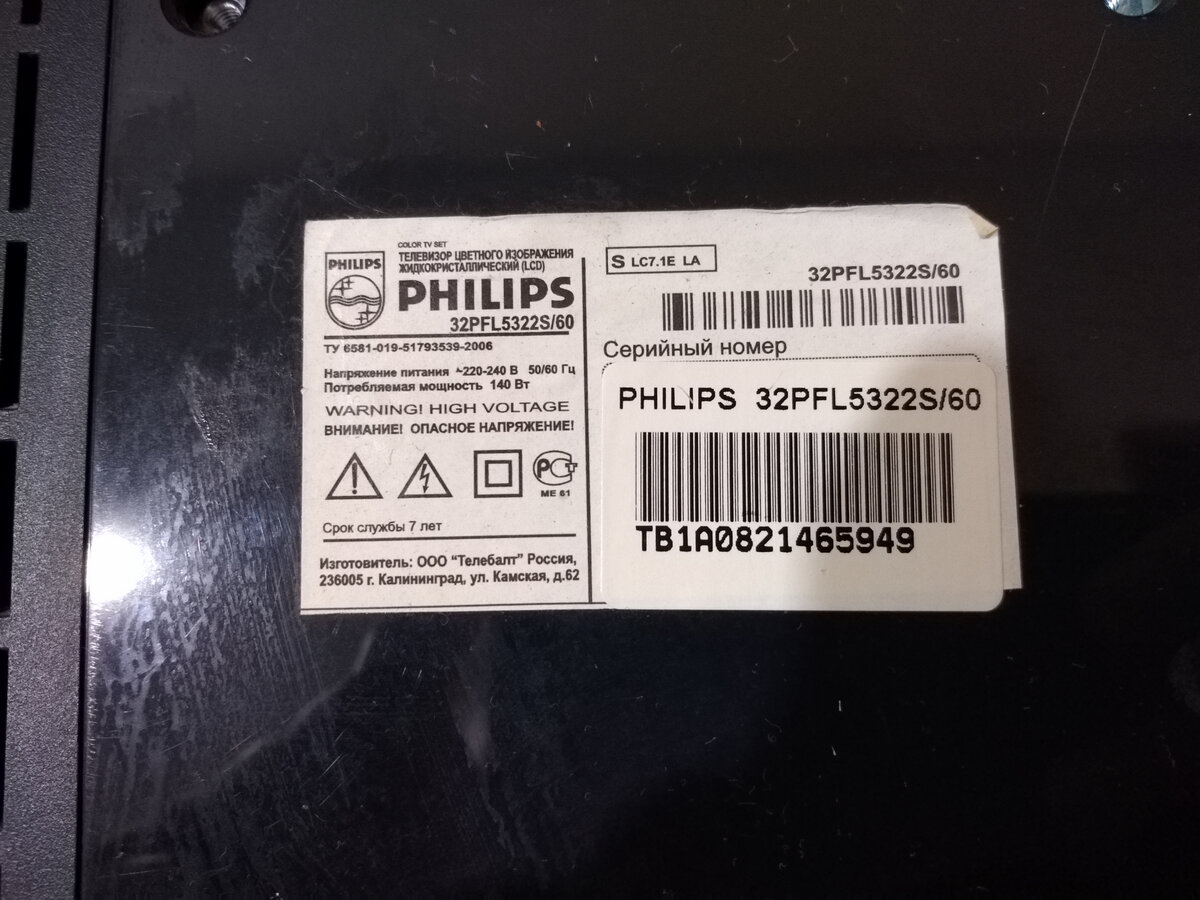 COLOR TV SET
ТЕЛЕВИЗОР ЦВЕТНОГО ИЗОБРАЖЕНИЯ
ЖИДКОКРИСТАЛЛИЧЕСКИЙ (LCD)
PHILIPS
PHILIPS
32PFL5322S/60
ТУ 6581-019-51793539-2006
Напряжение питания ~220-240 В 50/60 Гц
Потребляемая мощность 140 Вт
WARNING! HIGH VOLTAGE
ВНИМАНИЕ! ОПАСНОЕ НАПРЯЖЕНИЕ!
РСТ
МЕ 61
Срок службы 7 лет
Изготовитель: ООО "Телебалт" Россия,
236005 г. Калининград, ул. Камская, д.62
S LC7.1E LA
32PFL5322S/60
Серийный номер
PHILIPS 32PFL5322S/60
TB1A0821465949